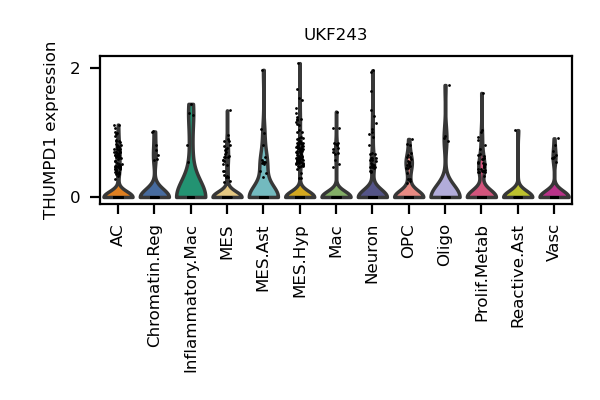 UKF243
THUMPD1 expression
2
0
AC
Chromatin.Reg
Inflammatory.Mac
MES
MES.Ast
MES.Hyp
Mac
Neuron
OPC
Oligo
Prolif.Metab
Reactive.Ast
Vasc